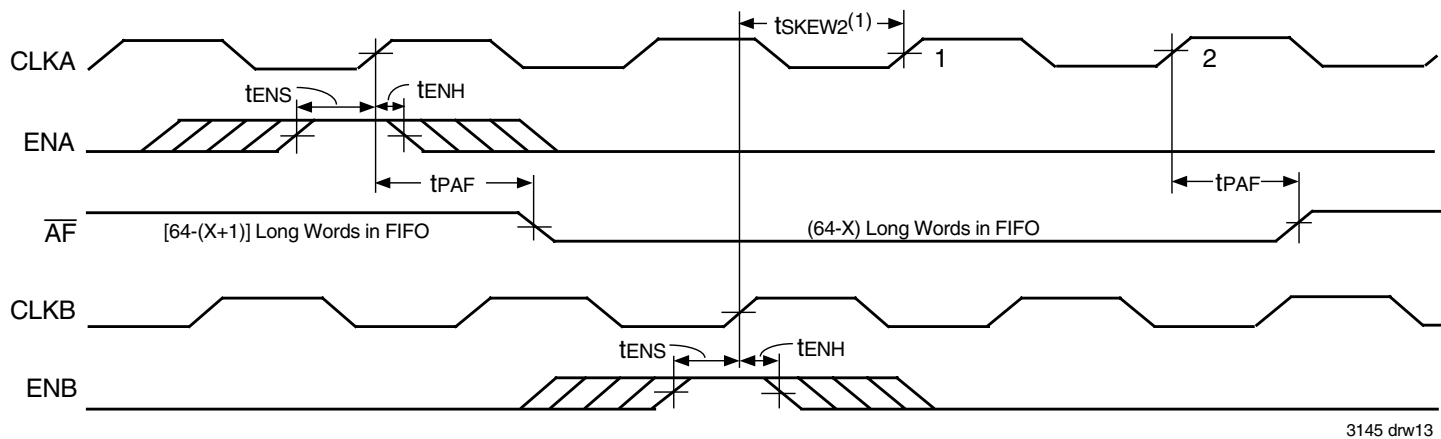 tSKEW2(1)
CLKA
1
2
tENS
tENH
ENA
tPAF
tPAF
AF
[64-(X+1)] Long Words in FIFO
(64-X) Long Words in FIFO
CLKB
tENS
tENH
ENB
3145 drw13